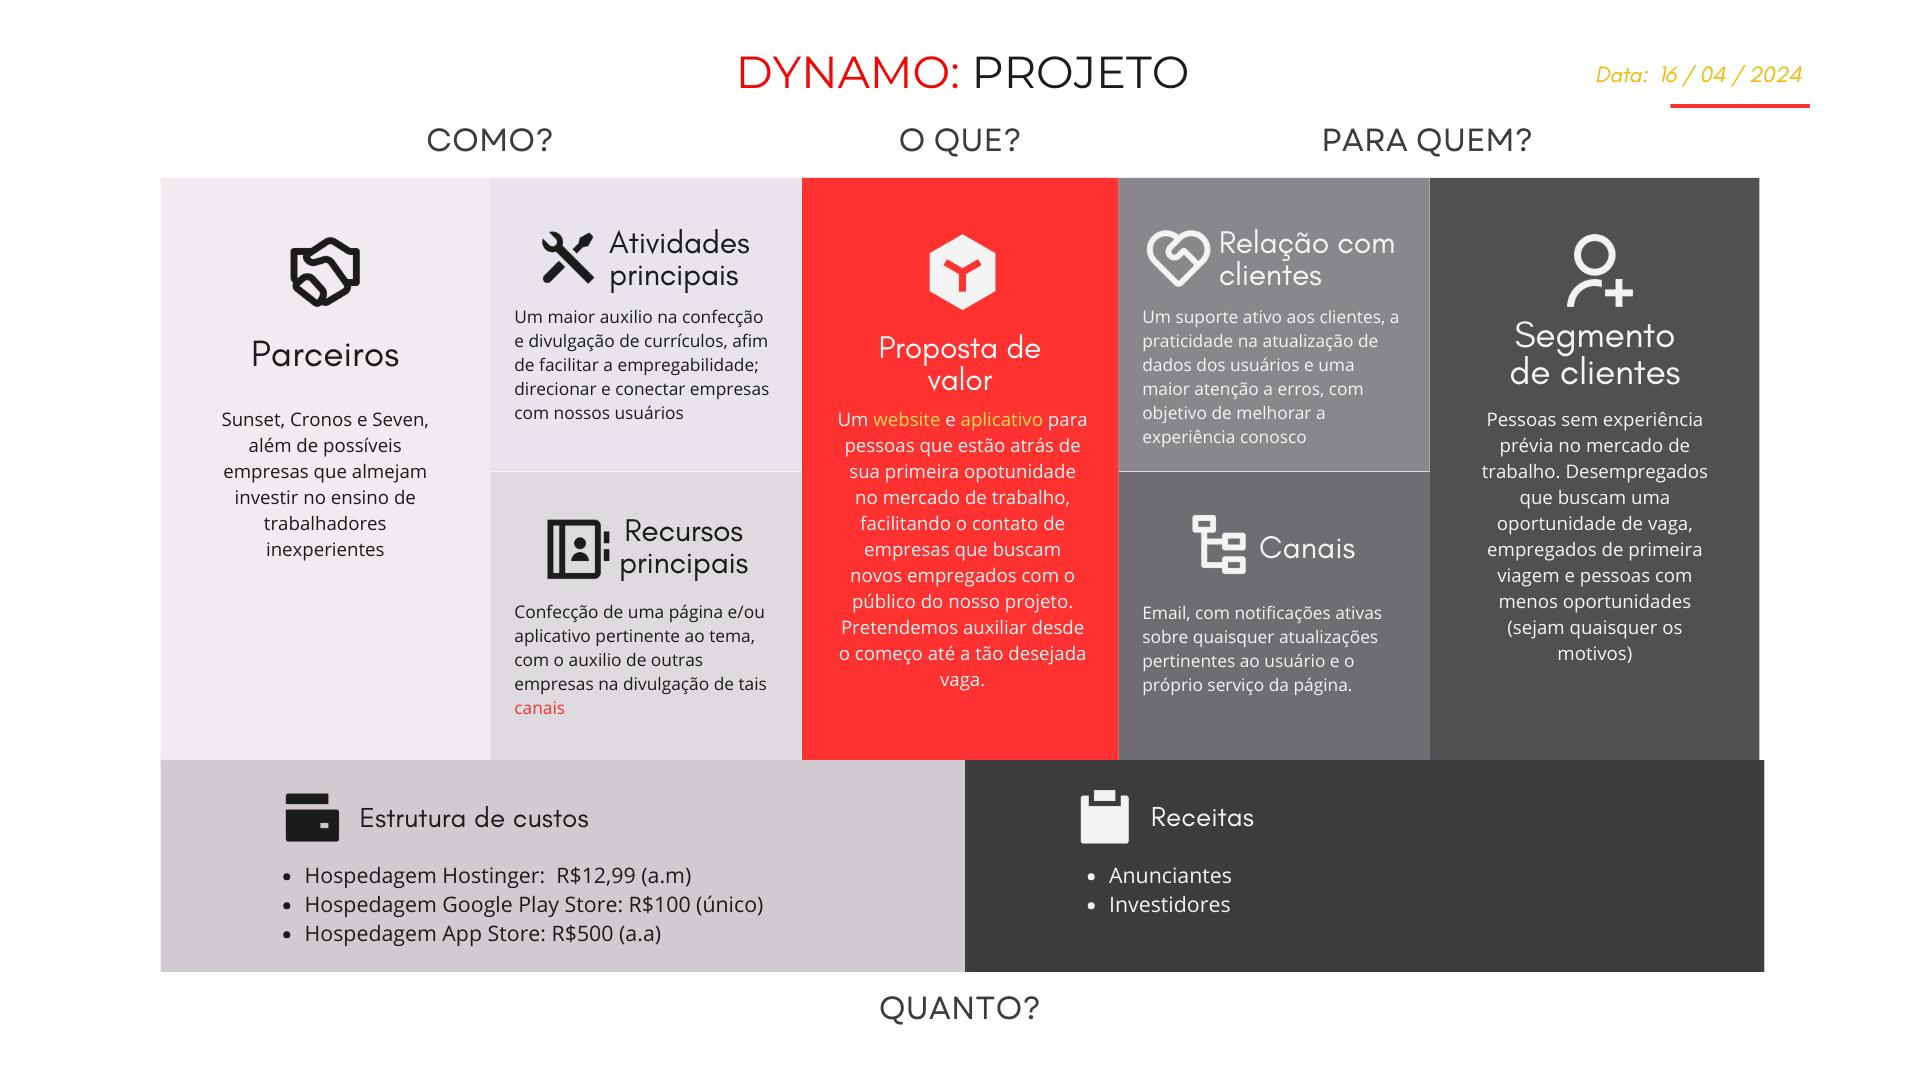 DYNAMO: PROJETO
Data: 16 / 04 / 2024
COMO?
O QUE?
PARA QUEM?
Parceiros
Sunset, Cronos e Seven,
além de possíveis
empresas que almejam
investir no ensino de
trabalhadores
inexperientes
Atividades
principais
Um maior auxilio na confecção
e divulgação de currículos, afim
de facilitar a empregabilidade;
direcionar e conectar empresas
com nossos usuários
Recursos
principais
Confecção de uma página e/ou
aplicativo pertinente ao tema,
com o auxilio de outras
empresas na divulgação de tais
canais
Proposta de
valor
Um website e aplicativo para
pessoas que estão atrás de
sua primeira opotunidade
no mercado de trabalho,
facilitando o contato de
empresas que buscam
novos empregados com o
público do nosso projeto.
Pretendemos auxiliar desde
o começo até a tão desejada
vaga.
Relação com
clientes
Um suporte ativo aos clientes, a
praticidade na atualização de
dados dos usuários e uma
maior atenção a erros, com
objetivo de melhorar a
experiência conosco
Canais
Email, com notificações ativas
sobre quaisquer atualizações
pertinentes ao usuário e o
próprio serviço da página.
Segmento
de clientes
Pessoas sem experiência
prévia no mercado de
trabalho. Desempregados
que buscam uma
oportunidade de vaga,
empregados de primeira
viagem e pessoas com
menos oportunidades
(sejam quaisquer os
motivos)
Estrutura de custos
• Hospedagem Hostinger:  R$12,99 (a.m)
• Hospedagem Google Play Store: R$100 (único)
• Hospedagem App Store: R$500 (a.a)
Receitas
• Anunciantes
• Investidores
QUANTO?